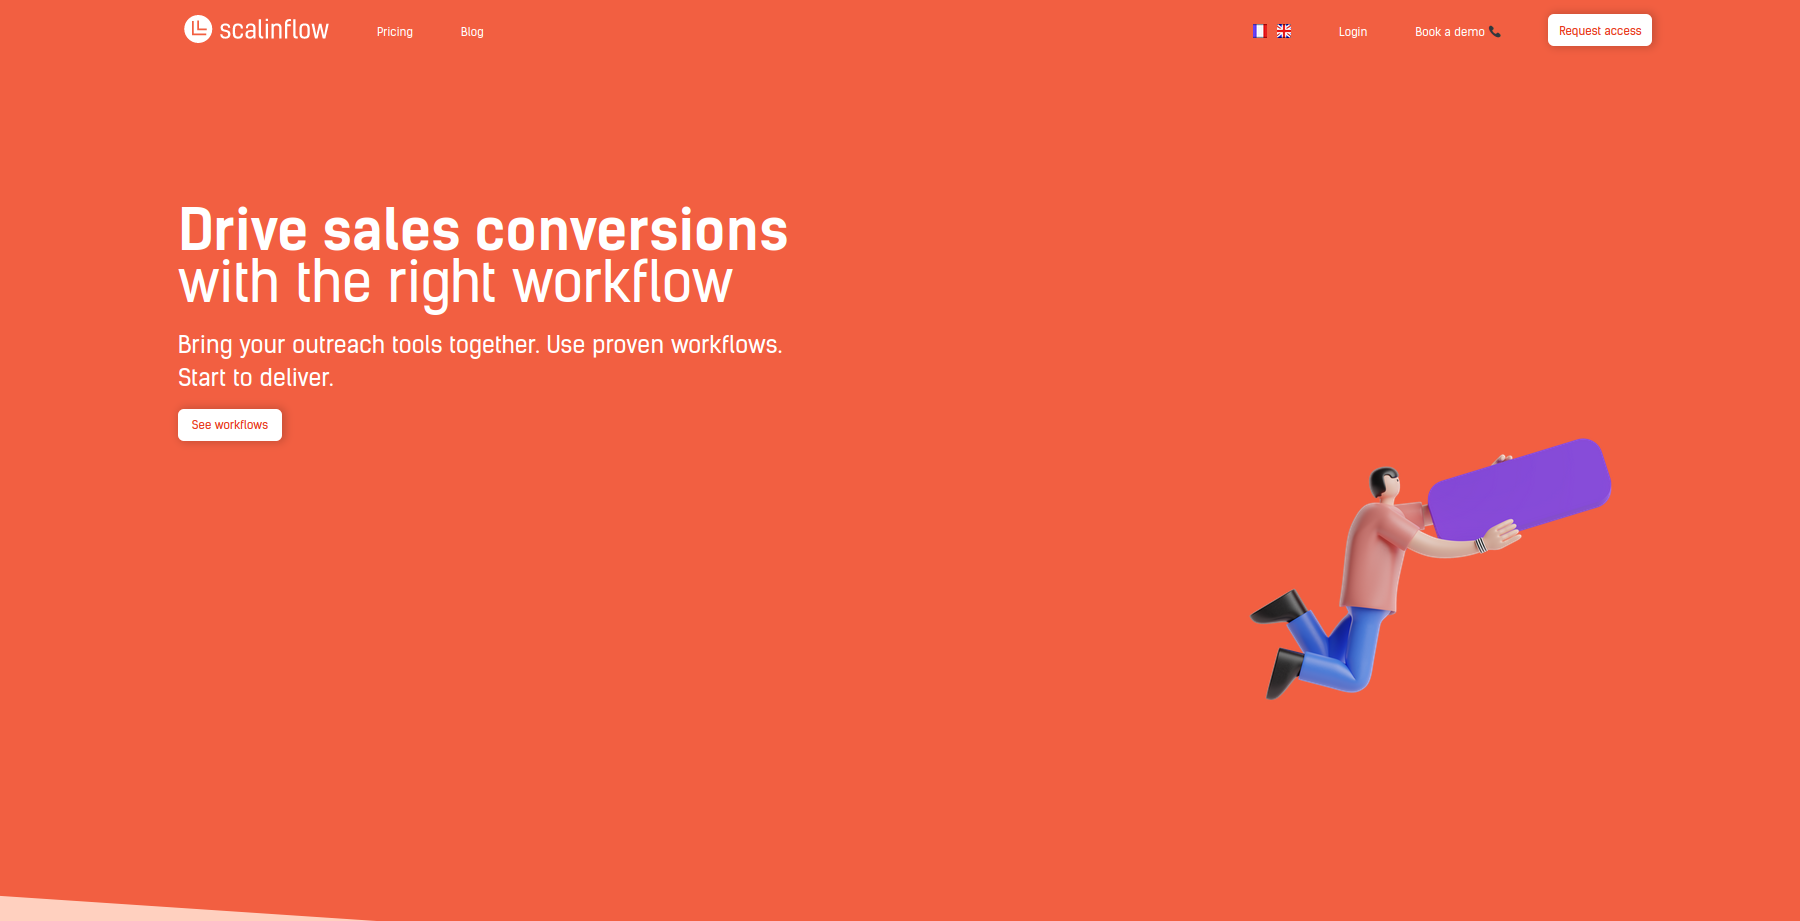 scalinflow
Pricing
Blog
Login
Book a demo 📞
Request access
Drive sales conversions
with the right workflow
Bring your outreach tools together. Use proven workflows.
Start to deliver.
See workflows